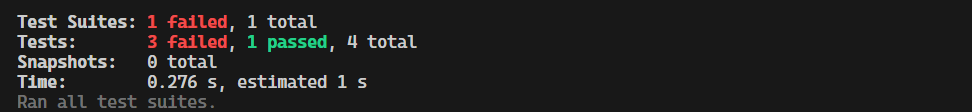 Test Suites: 1 failed, 1 total
Tests:       3 failed, 1 passed, 4 total
Snapshots:   0 total
Time:        0.276 s, estimated 1 s
Ran all test suites.